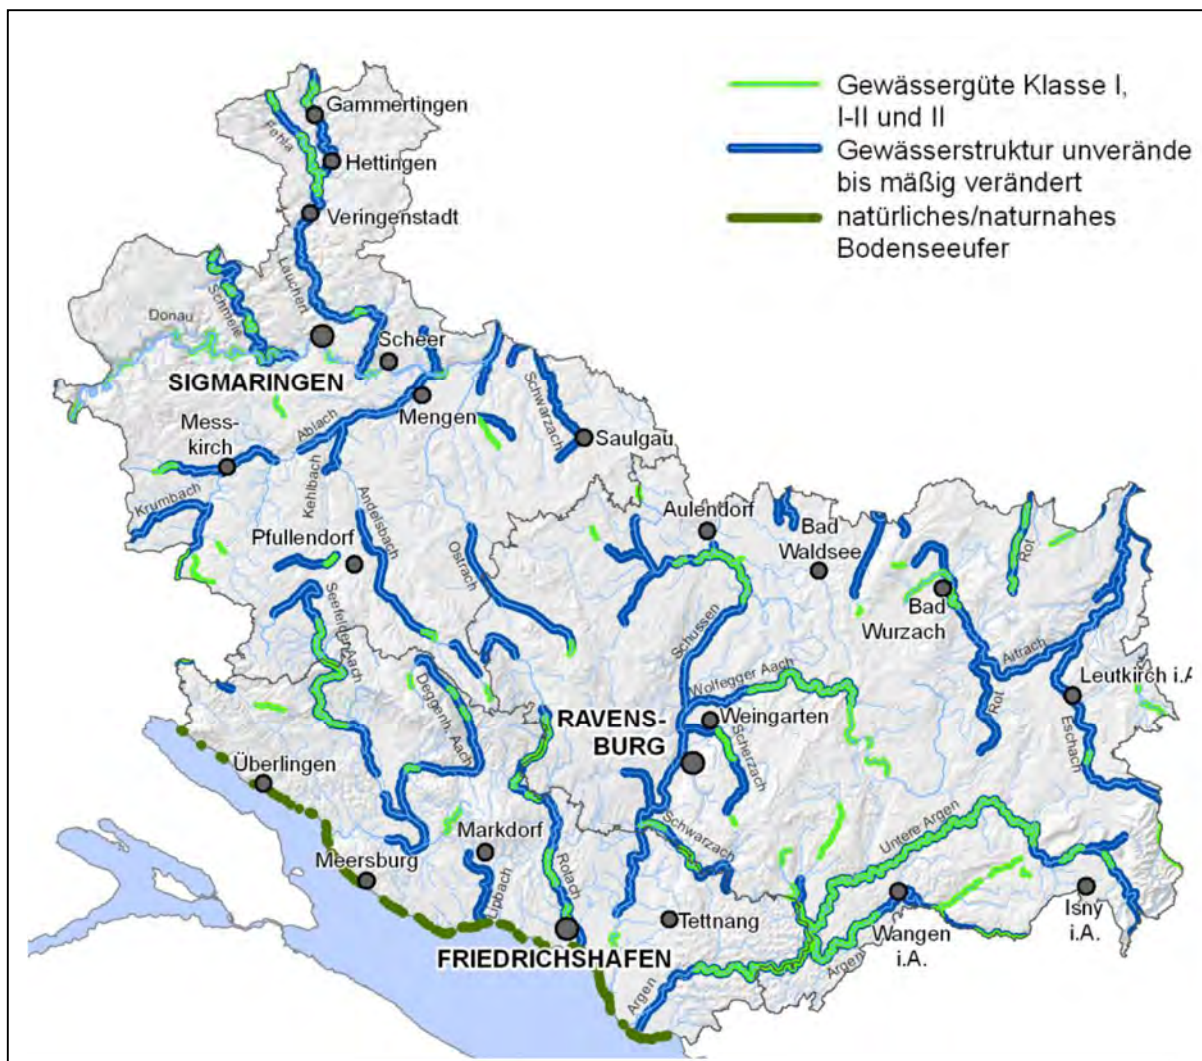 Gewässergüte Klasse I,
I-II und II
Gewässerstruktur unverände
bis mäßig verändert
natürliches/naturnahes
Bodenseeufer
Gammertingen
Fehla
Hettingen
Veringenstadt
Lauchert
Schmeie
Donau
Scheer
SIGMARINGEN
Mengen
Schwarzach
Saulgau
Mess-
kirch
Ablach
Krumbach
Kehlbach
Andelsbach
Pfullendorf
Ostrach
Aulendorf
Bad
Waldsee
Rot
Bad
Wurzach
Seefelder Aach
Schussen
Aitrach
Leutkirch i.A
Deggenh. Aach
Wolfegger Aach
Rot
RAVENS-
BURG
Weingarten
Scherzach
Eschach
Überlingen
Markdorf
Meersburg
Lipbach
Rotach
Schwarzach
Untere Argen
Tettnang
Wangen
i.A.
Isny
i.A.
FRIEDRICHSHAFEN
Argen
Argen